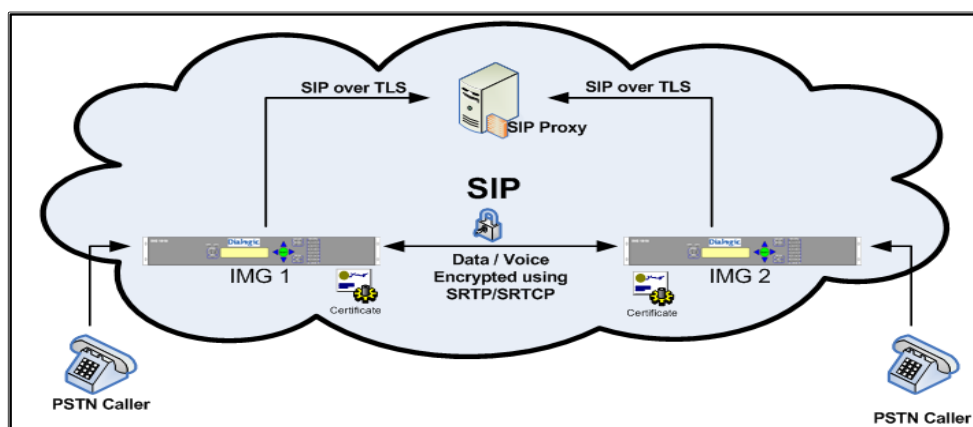 SIP over TLS
SIP over TLS
SIP Proxy
SIP
Dialogic
Dialogic
IMG 1
IMG 2
Data / Voice
Encrypted using
SRTP/SRTCP
Certificate
Certificate
PSTN Caller
PSTN Caller